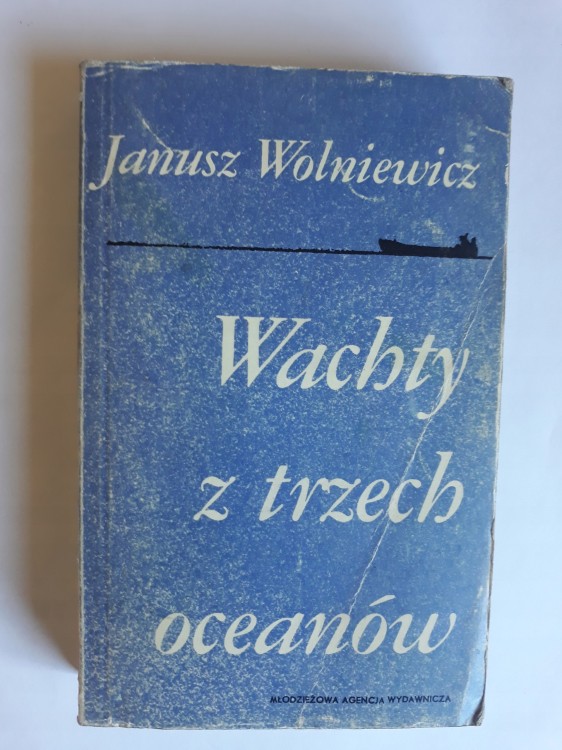 Janusz Wolniewicz
Wachty
z trzech
oceanów
MŁODZIEŻOWA AGENCJA WYDAWNICZA